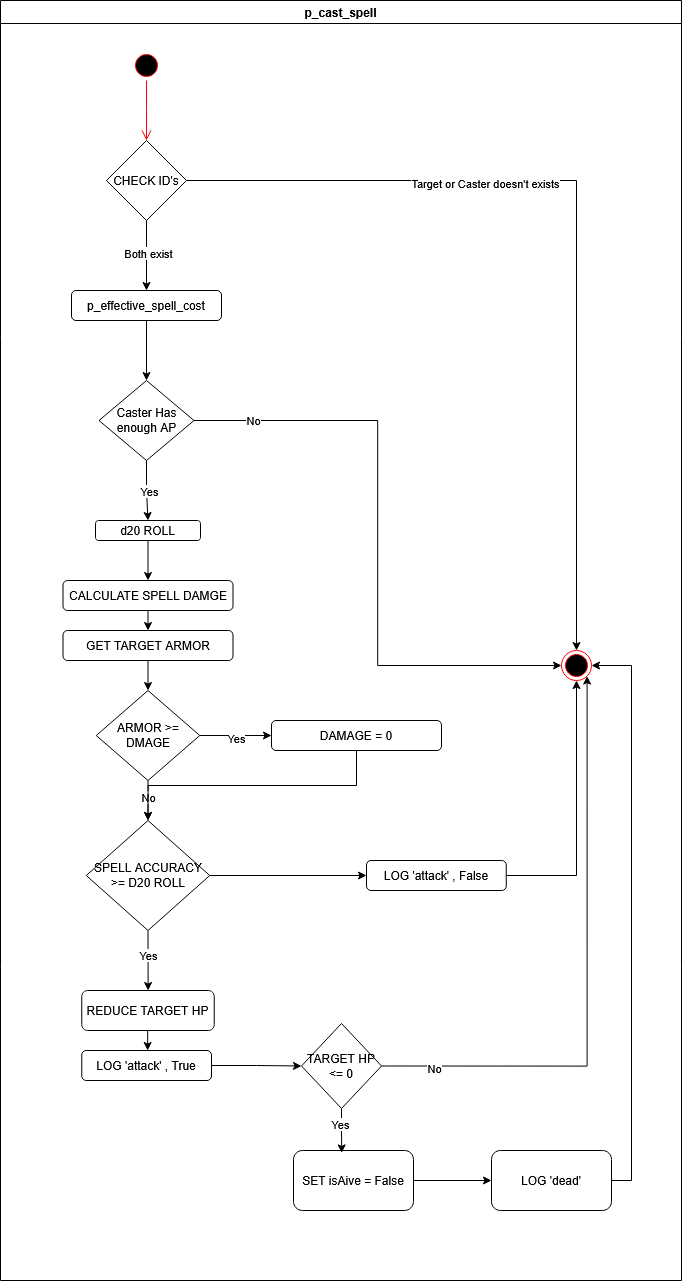 p_cast_spell
CHECK ID's
Target or Caster doesn't exists
Both exist
p_effective_spell_cost
Caster Has
enough AP
No
Yes
d20 ROLL
CALCULATE SPELL DAMGE
GET TARGET ARMOR
ARMOR >=
DMAGE
Yes
DAMAGE = 0
No
SPELL ACCURACY
>= D20 ROLL
LOG 'attack' , False
Yes
REDUCE TARGET HP
LOG 'attack' , True
TARGET HP
<= 0
No
Yes
SET isAive = False
LOG 'dead'